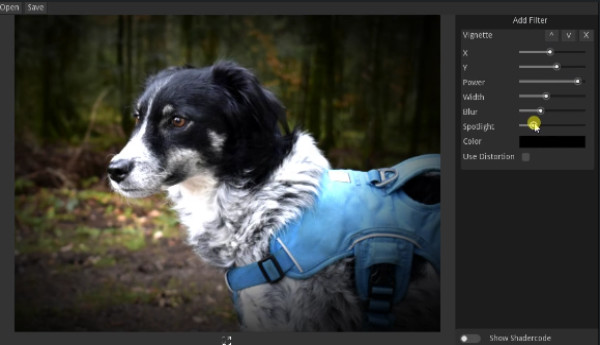 Open Save
Add Filter
Vignette ^ v X
X
Y
Power
Width
Blur
Spotlight
Color
Use Distortion
Show Shadercode